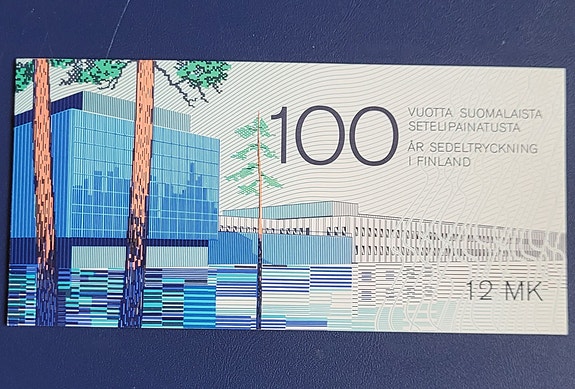 100
VUOTTA SUOMALAISTA
SETELIPAINATUSTA
ÅR SEDELTRYCKNING
I FINLAND
12 MK